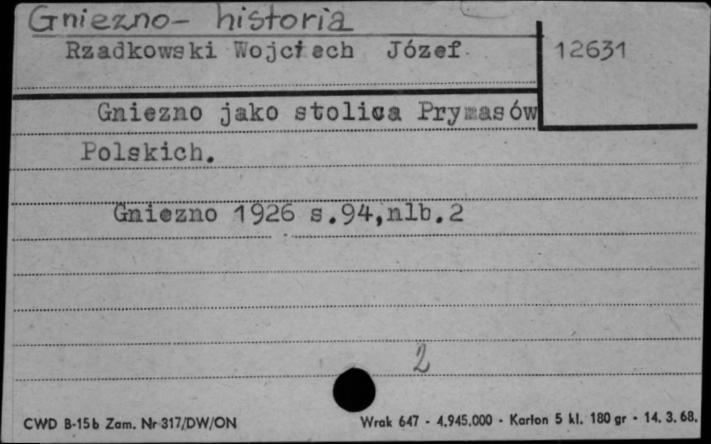 Gniezno - historia
Rzadkowski Wojciech Józef
12631
Gniezno jako stolica Prymasów
Polskich.
Gniezno 1926 s.94,nlb.2
2
CWD B-15b Zam. Nr 317/DW/ON
Wrak 647 - 4.945.000 - Karton 5 kl. 180 gr - 14. 3. 68.